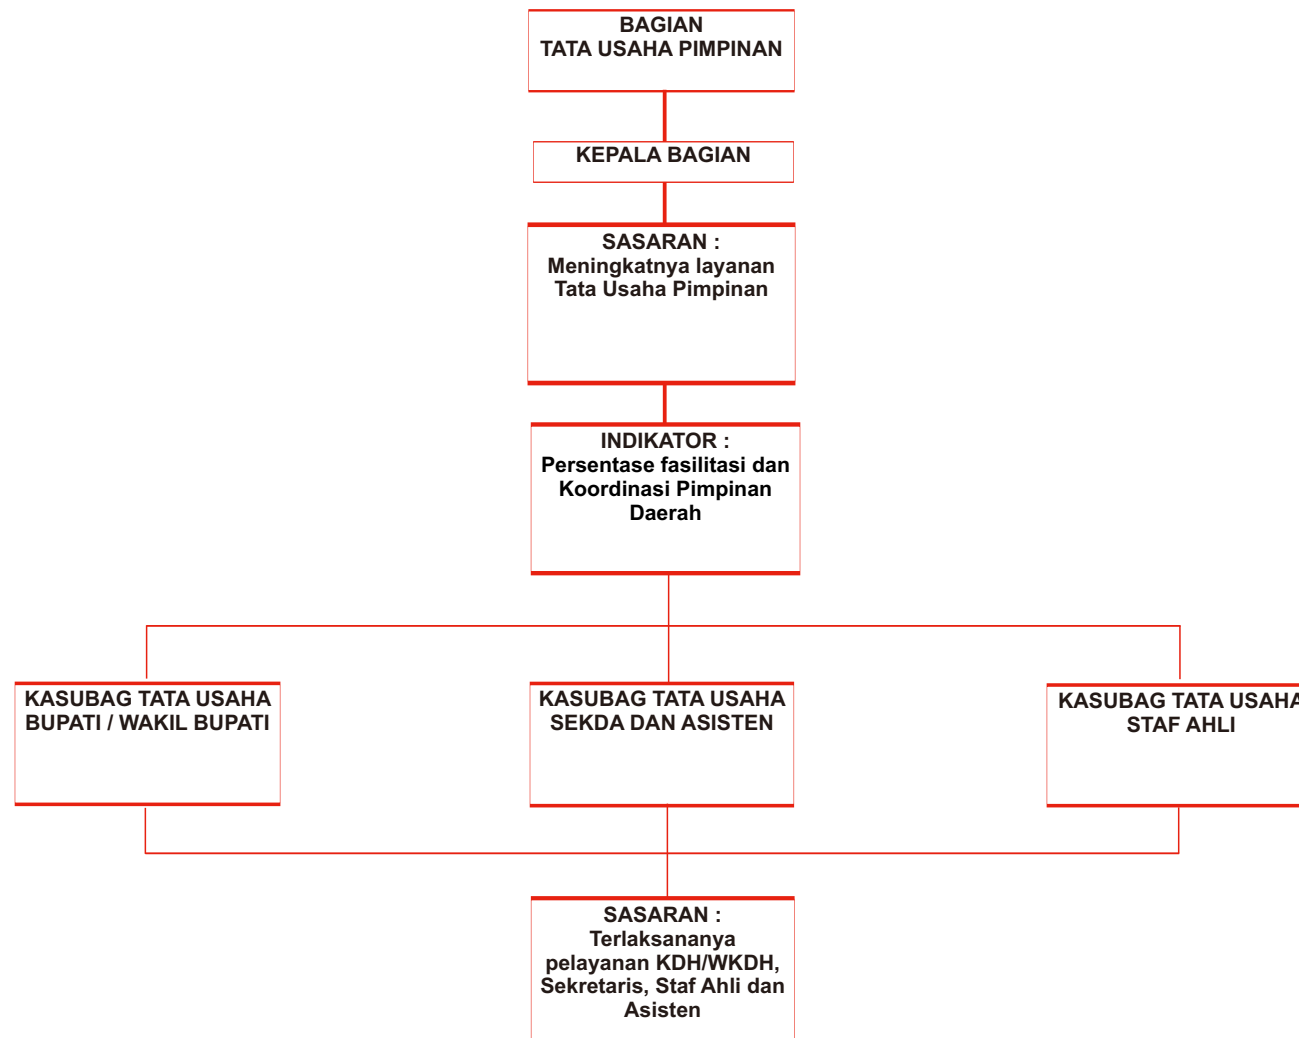 BAGIAN
TATA USAHA PIMPINAN
KEPALA BAGIAN
SASARAN :
Meningkatnya layanan
Tata Usaha Pimpinan
INDIKATOR :
Persentase fasilitasi dan
Koordinasi Pimpinan
Daerah
KASUBAG TATA USAHA
BUPATI / WAKIL BUPATI
KASUBAG TATA USAHA
SEKDA DAN ASISTEN
KASUBAG TATA USAHA
STAF AHLI
SASARAN :
Terlaksananya
pelayanan KDH/WKDH,
Sekretaris, Staf Ahli dan
Asisten